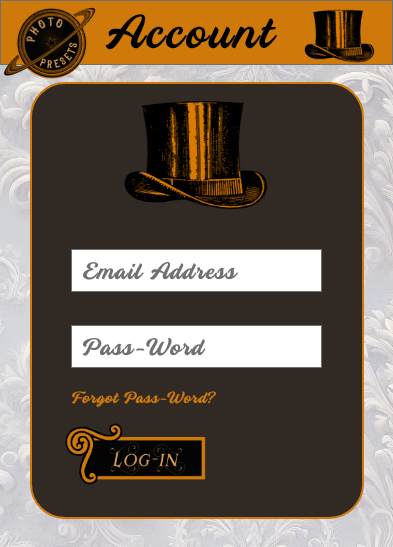 PHOTO
PRESETS
Account
Email Address
Pass-Word
Forgot Pass-Word?
LOG-IN